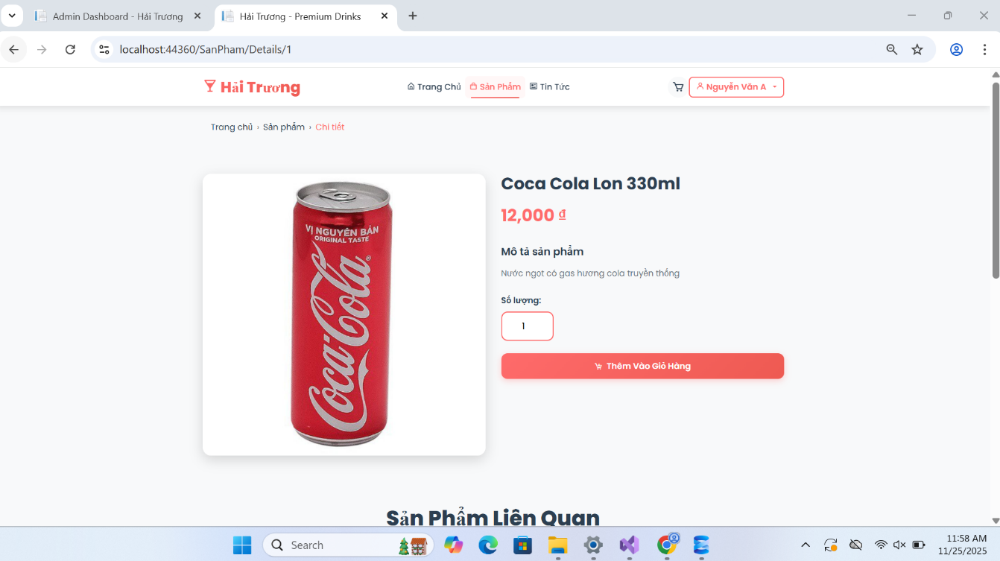 Admin Dashboard - Hải Trương
Hải Trương - Premium Drinks
localhost:44360/SanPham/Details/1
Hải Trương
Trang Chủ
Sản Phẩm
Tin Tức
Nguyễn Văn A
Trang chủ › Sản phẩm › Chi tiết
VỊ NGUYÊN BẢN
ORIGINAL TASTE
Coca-Cola
Coca Cola Lon 330ml
12,000 ₫
Mô tả sản phẩm
Nước ngọt có gas hương cola truyền thống
Số lượng:
1
Thêm Vào Giỏ Hàng
Sản Phẩm Liên Quan
Search
11:58 AM
11/25/2025